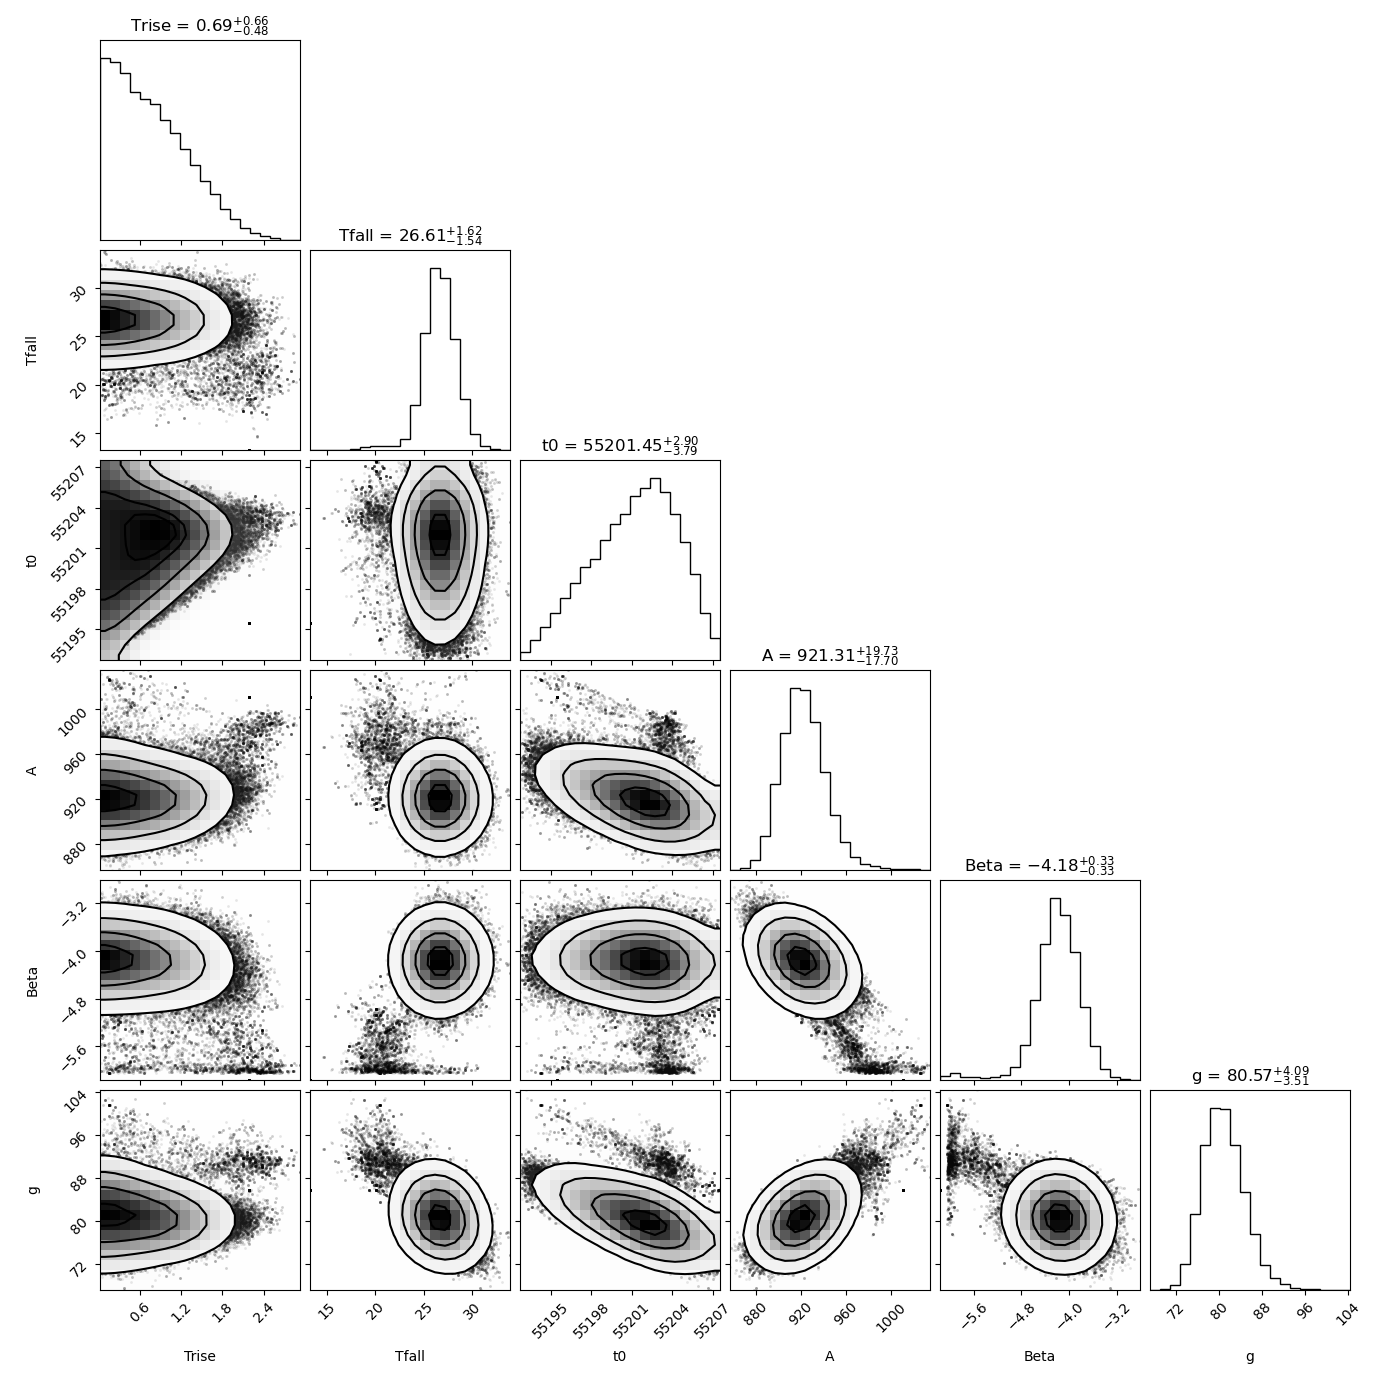 Trise = 0.69+0.66 −0.48
Tfall = 26.61+1.62 −1.54
Tfall
30
25
20
15
t0 = 55201.45+2.90 −3.79
t0
55207
55204
55201
55198
55195
A = 921.31+19.73 −17.70
A
1000
960
920
880
Beta = −4.18+0.33 −0.33
Beta
−3.2
−4.0
−4.8
−5.6
g = 80.57+4.09 −3.51
g
104
96
88
80
72
0.6 1.2 1.8 2.4 15 20 25 30 55195 55198 55201 55204 55207 880 920 960 1000 −5.6 −4.8 −4.0 −3.2 72 80 88 96 104
Trise Tfall t0 A Beta g